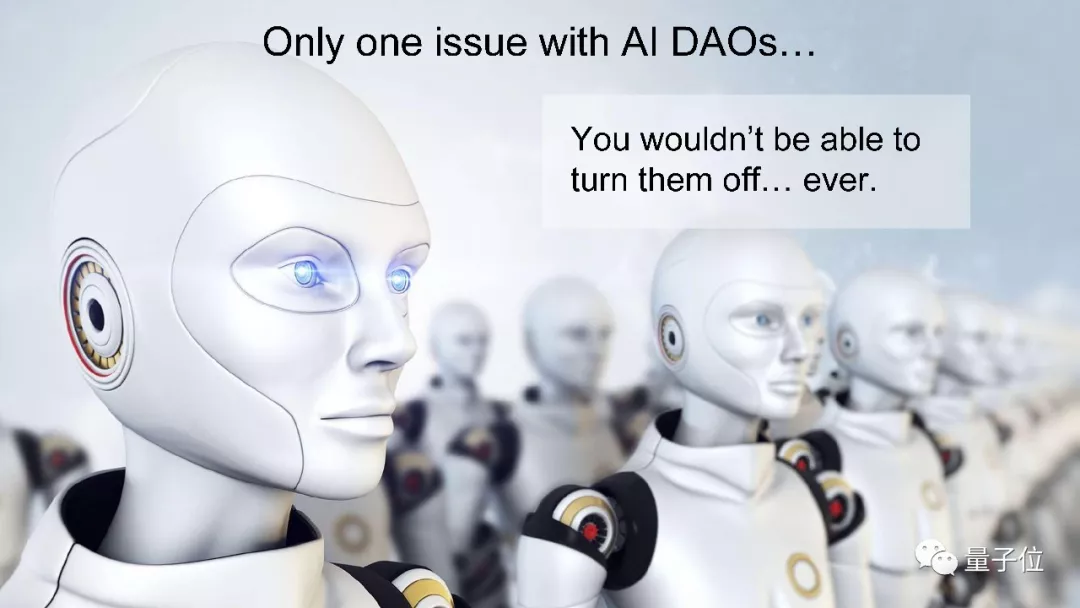 Only one issue with AI DAOs…
You wouldn’t be able to
turn them off… ever.
量子位